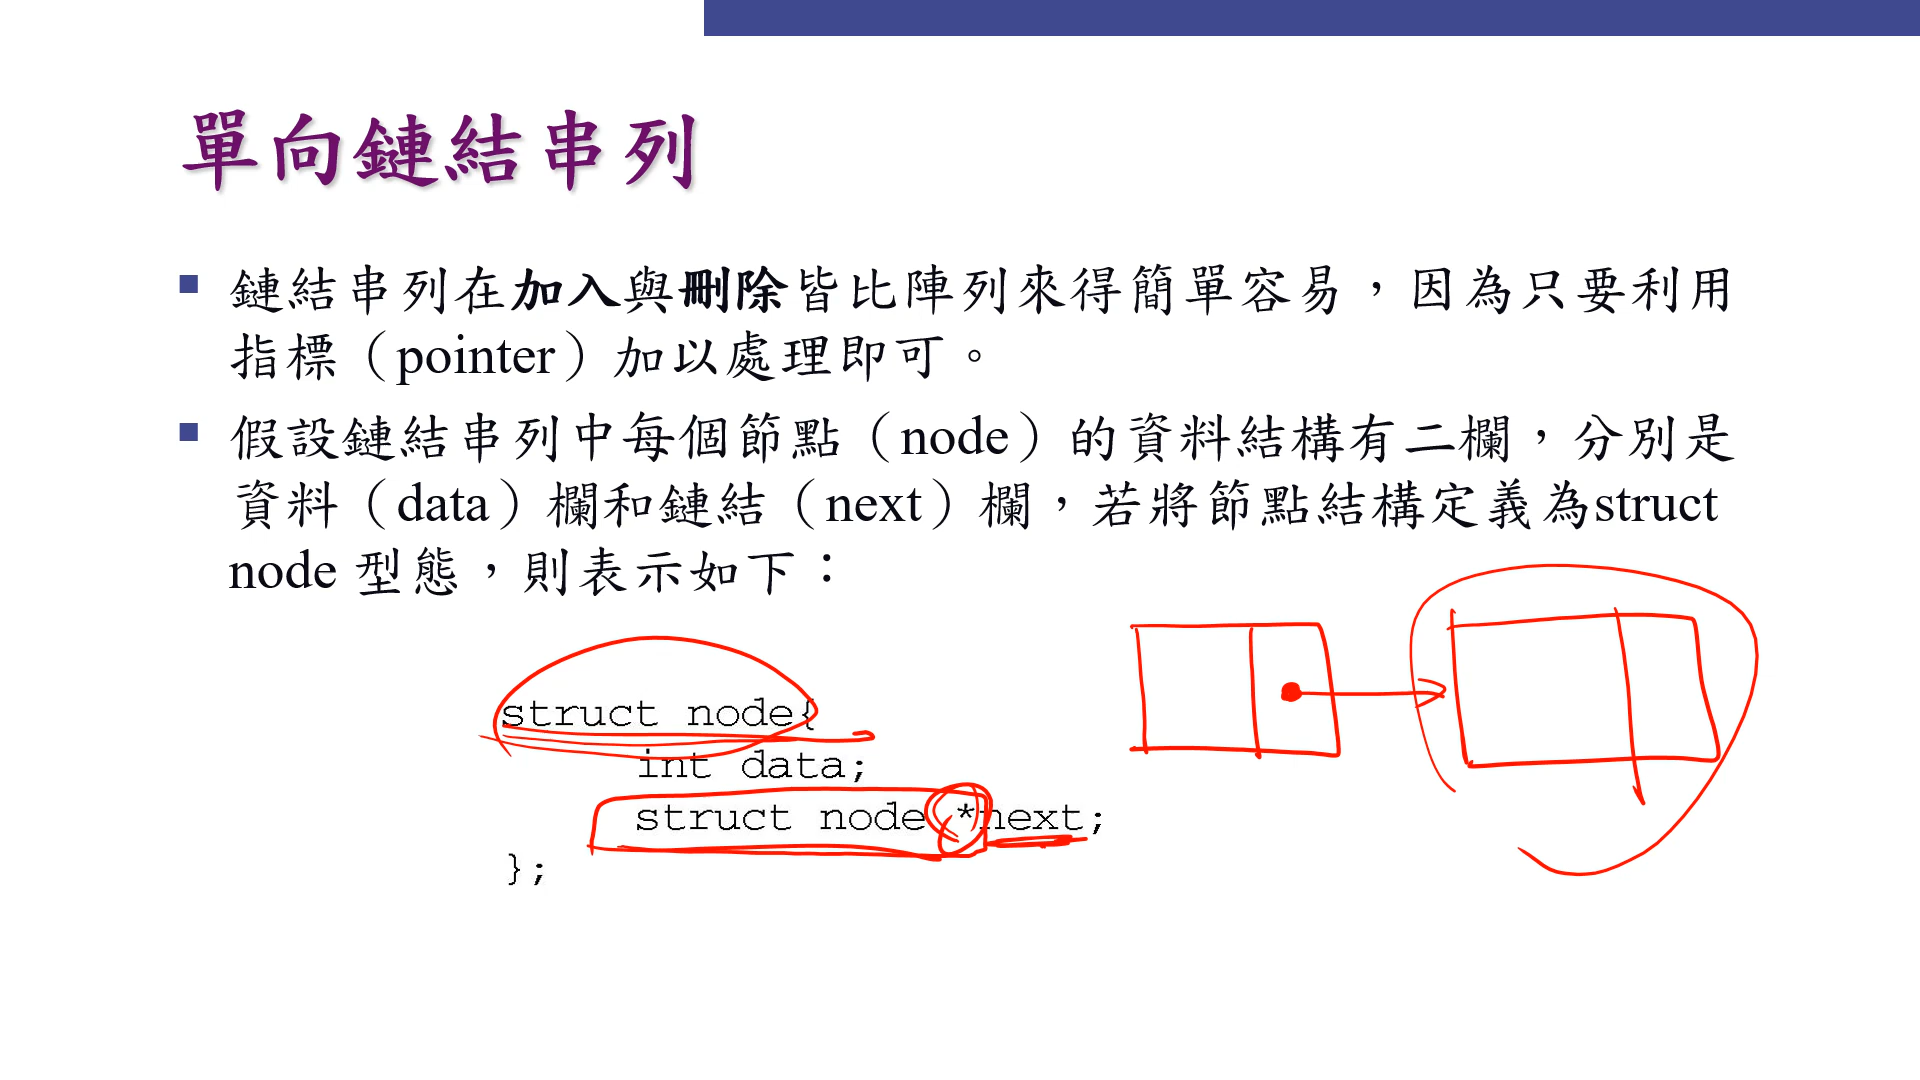 單向鏈結串列
鏈結串列在加入與刪除皆比陣列來得簡單容易，因為只要利用
指標（pointer）加以處理即可。
假設鏈結串列中每個節點（node）的資料結構有二欄，分別是
資料（data）欄和鏈結（next）欄，若將節點結構定義為struct
node 型態，則表示如下：
struct node{
int data;
struct node *next;
};